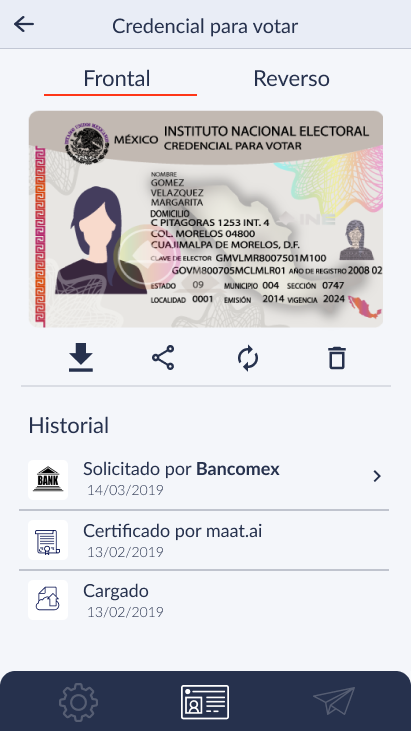 Credencial para votar
Frontal Reverso
MÉXICO INSTITUTO NACIONAL ELECTORAL
CREDENCIAL PARA VOTAR
NOMBRE
GOMEZ
VELAZQUEZ
MARGARITA
DOMICILIO
C PITAGORAS 1253 INT. 4
COL. MORELOS 04800
CUAJIMALPA DE MORELOS, D.F.
INE
CLAVE DE ELECTOR GMVLMR8007501M100
GOVM800705MCLMLR01 AÑO DE REGISTRO 2008 02
ESTADO 09 MUNICIPIO 004 SECCIÓN 0747
LOCALIDAD 0001 EMISIÓN 2014 VIGENCIA 2024
Historial
BANK
Solicitado por Bancomex
14/03/2019
Certificado por maat.ai
13/02/2019
Cargado
13/02/2019